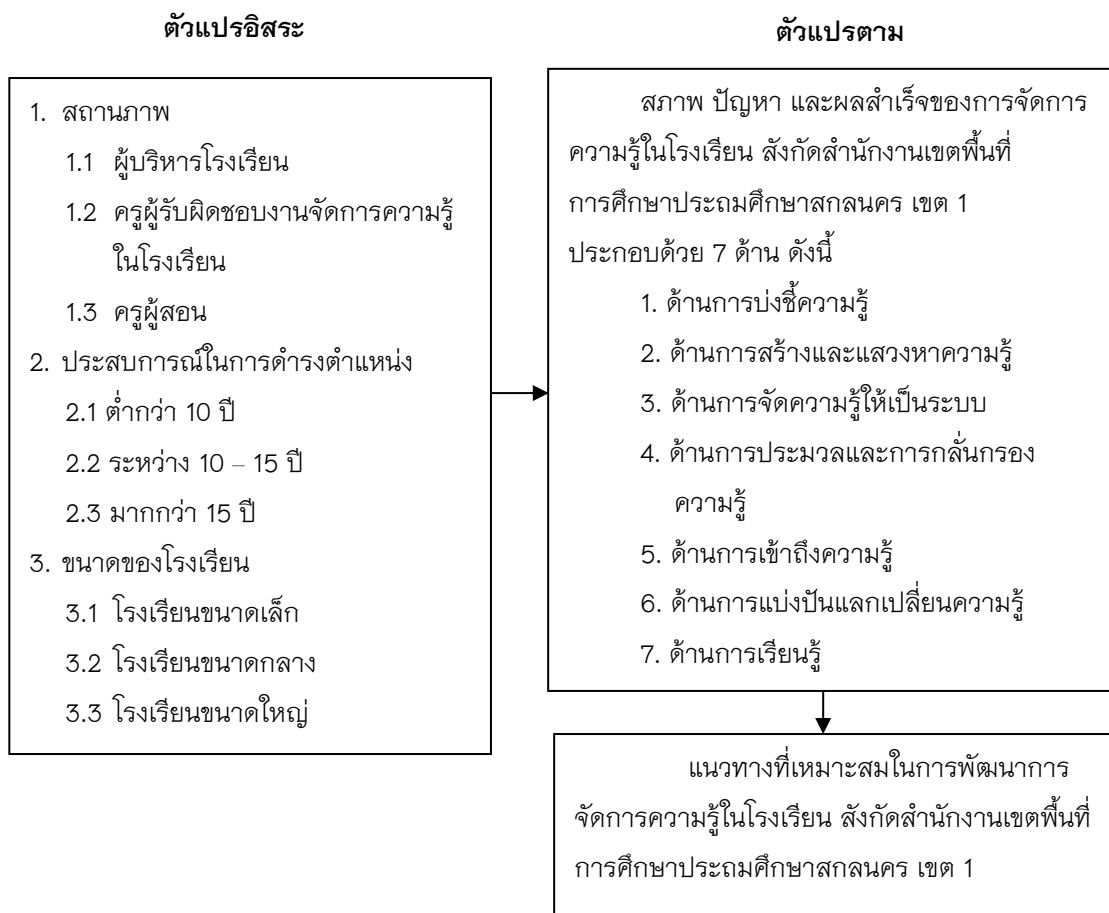 ตัวแปรอิสระ
1. สถานภาพ
1.1 ผู้บริหารโรงเรียน
1.2 ครูผู้รับผิดชอบงานจัดการความรู้
ในโรงเรียน
1.3 ครูผู้สอน
2. ประสบการณ์ในการดำรงตำแหน่ง
2.1 ต่ำกว่า 10 ปี
2.2 ระหว่าง 10 – 15 ปี
2.3 มากกว่า 15 ปี
3. ขนาดของโรงเรียน
3.1 โรงเรียนขนาดเล็ก
3.2 โรงเรียนขนาดกลาง
3.3 โรงเรียนขนาดใหญ่
ตัวแปรตาม
สภาพ ปัญหา และผลสำเร็จของการจัดการ
ความรู้ในโรงเรียน สังกัดสำนักงานเขตพื้นที่
การศึกษาประถมศึกษาสกลนคร เขต 1
ประกอบด้วย 7 ด้าน ดังนี้
1. ด้านการบ่งชี้ความรู้
2. ด้านการสร้างและแสวงหาความรู้
3. ด้านการจัดความรู้ให้เป็นระบบ
4. ด้านการประมวลและการกลั่นกรอง
ความรู้
5. ด้านการเข้าถึงความรู้
6. ด้านการแบ่งปันแลกเปลี่ยนความรู้
7. ด้านการเรียนรู้
แนวทางที่เหมาะสมในการพัฒนาการ
จัดการความรู้ในโรงเรียน สังกัดสำนักงานเขตพื้นที่
การศึกษาประถมศึกษาสกลนคร เขต 1